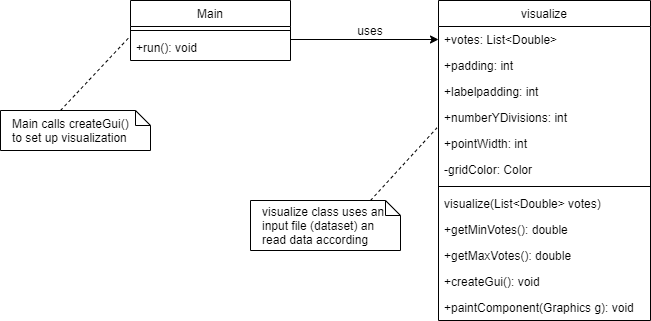 Main
+run(): void
uses
visualize
+votes: List<Double>
+padding: int
+labelpadding: int
+numberYDivisions: int
+pointWidth: int
-gridColor: Color
visualize(List<Double> votes)
+getMinVotes(): double
+getMaxVotes(): double
+createGui(): void
+paintComponent(Graphics g): void
Main calls createGui()
to set up visualization
visualize class uses an
input file (dataset) an
read data according